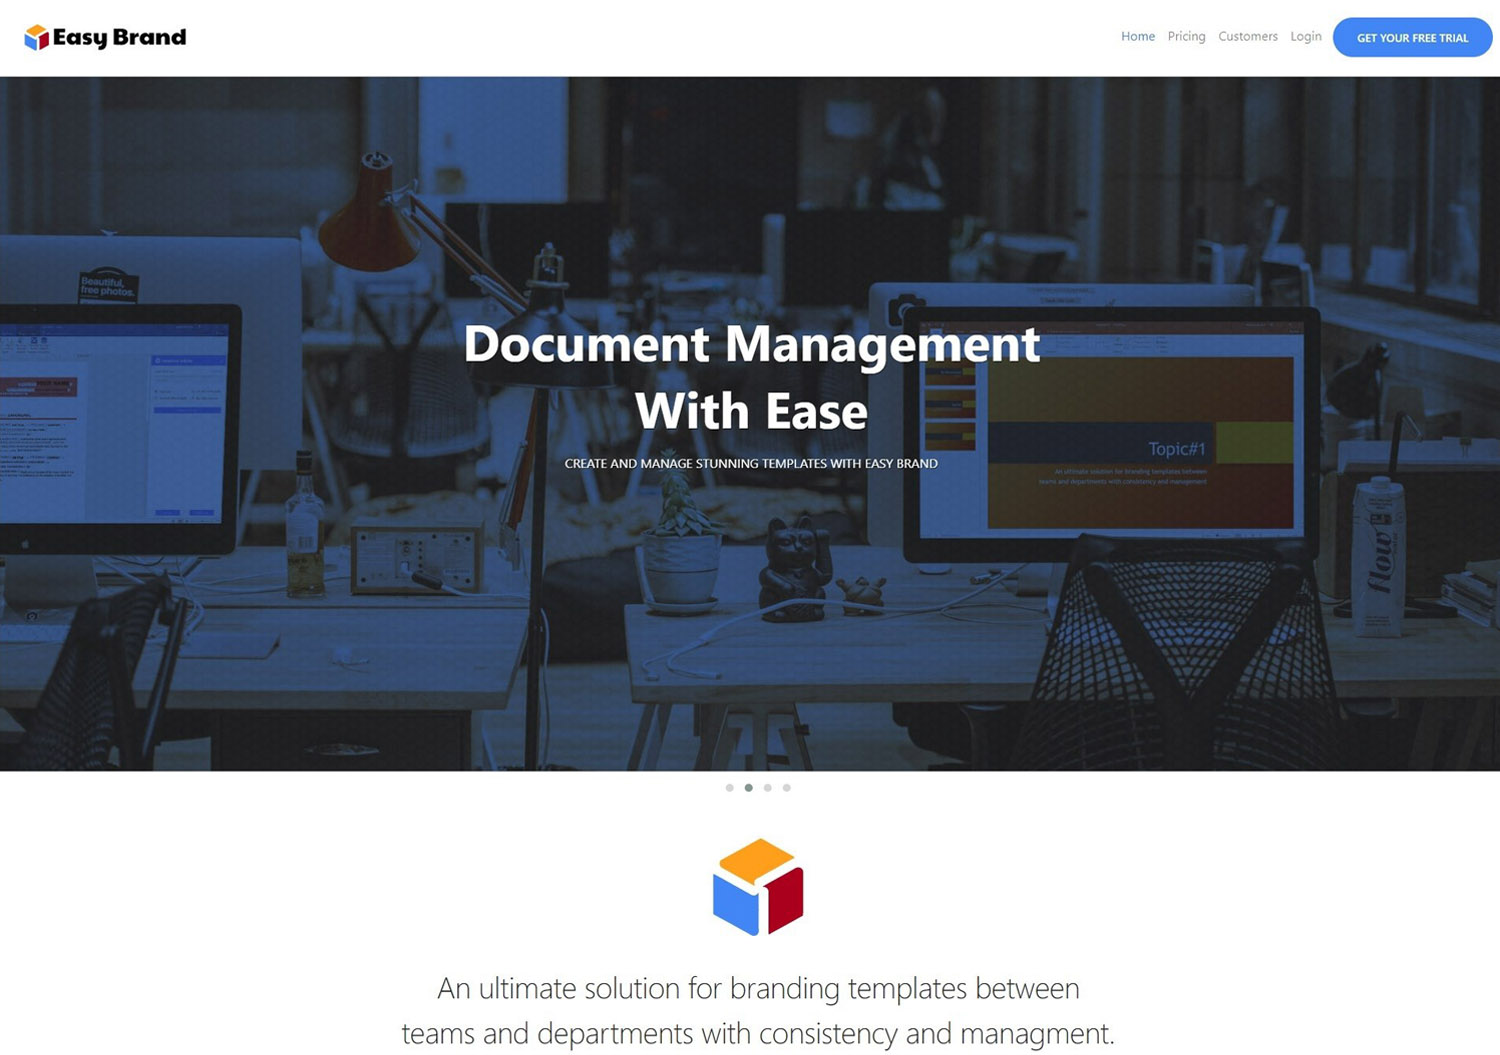 Easy Brand
Home Pricing Customers Login GET YOUR FREE TRIAL
Beautiful,
free photos.
Document Management
With Ease
CREATE AND MANAGE STUNNING TEMPLATES WITH EASY BRAND
Topic#1
An ultimate solution for branding templates between
teams and departments with consistency and management
flow
An ultimate solution for branding templates between
teams and departments with consistency and managment.